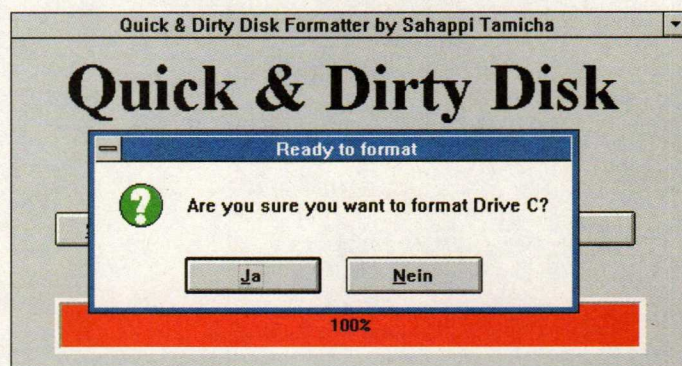 Quick & Dirty Disk Formatter by Sahappi Tamicha
Quick & Dirty Disk
Ready to format
Are you sure you want to format Drive C?
Ja
Nein
100%